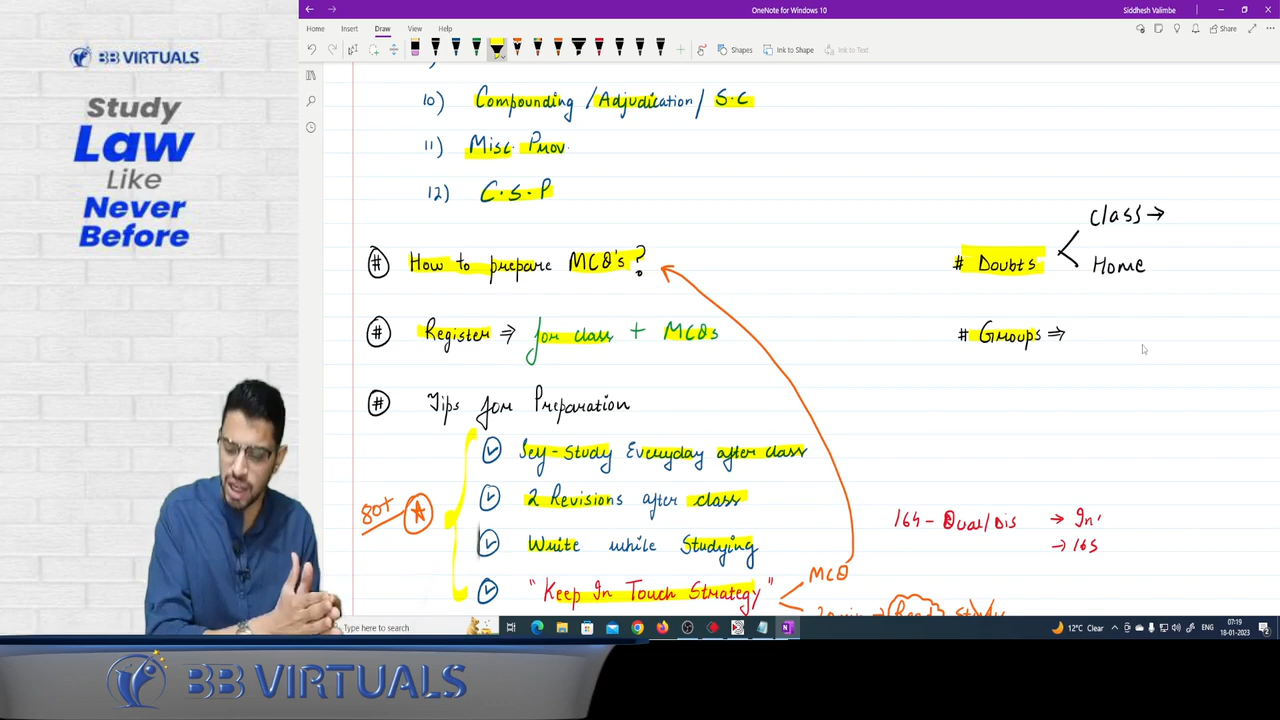 OneNote for Windows 10
Siddhesh Valimbe
Home Insert Draw View Help
Shapes Ink to Shape Ink to Text Share
BB VIRTUALS
Study
Law
Like
Never
Before
10) Compounding / Adjudication / S.C
11) Misc. Prov.
12) C.S.P
# How to prepare MCQ's?
# Doubts
Class →
Home
# Register ⇒ for class + MCQs
# Groups ⇒
# Tips for Preparation
Sey-Study Everyday after class
2 Revisions after class
80+
164 - Dual/Dis → In'
→ 165
Write while Studying
"Keep In Touch Strategy"
MCQ
Type here to search
12°C Clear
ENG
07:19
18-01-2023
BB VIRTUALS